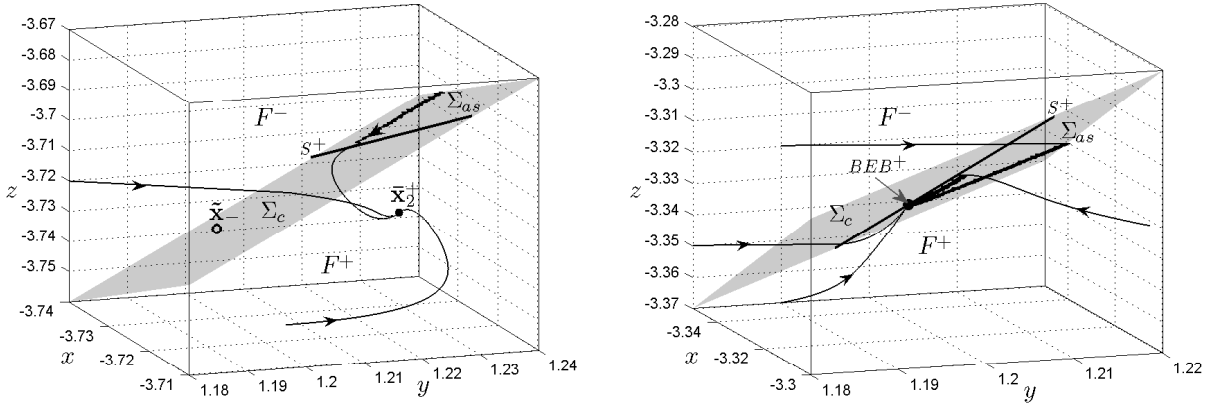 -3.67
-3.68
-3.69
-3.7
-3.71
-3.72
-3.73
-3.74
-3.75
-3.74
z
-3.73
-3.72
-3.71
x
1.18
1.19
1.2
1.21
1.22
1.23
1.24
y
F⁻
Σas
S⁺
x̄₂⁺
x̃₋
Σc
F⁺
-3.28
-3.29
-3.3
-3.31
-3.32
-3.33
-3.34
-3.35
-3.36
-3.37
z
-3.34
-3.32
-3.3
x
1.18
1.19
1.2
1.21
1.22
y
S⁺
F⁻
Σas
BEB⁺
Σc
F⁺